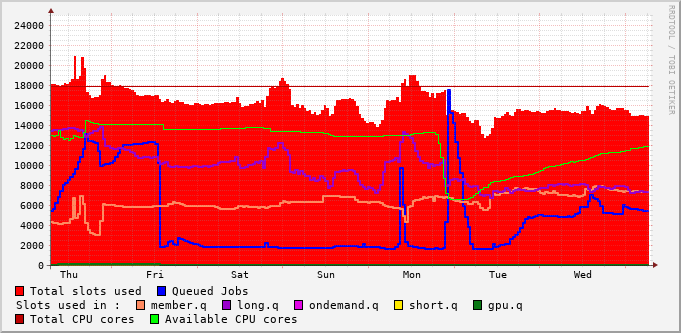 24000
22000
20000
18000
16000
14000
12000
10000
8000
6000
4000
2000
0
Thu Fri Sat Sun Mon Tue Wed
RRDTOOL / TOBI OETIKER
Total slots used Queued Jobs
Slots used in : member.q long.q ondemand.q short.q gpu.q
Total CPU cores Available CPU cores